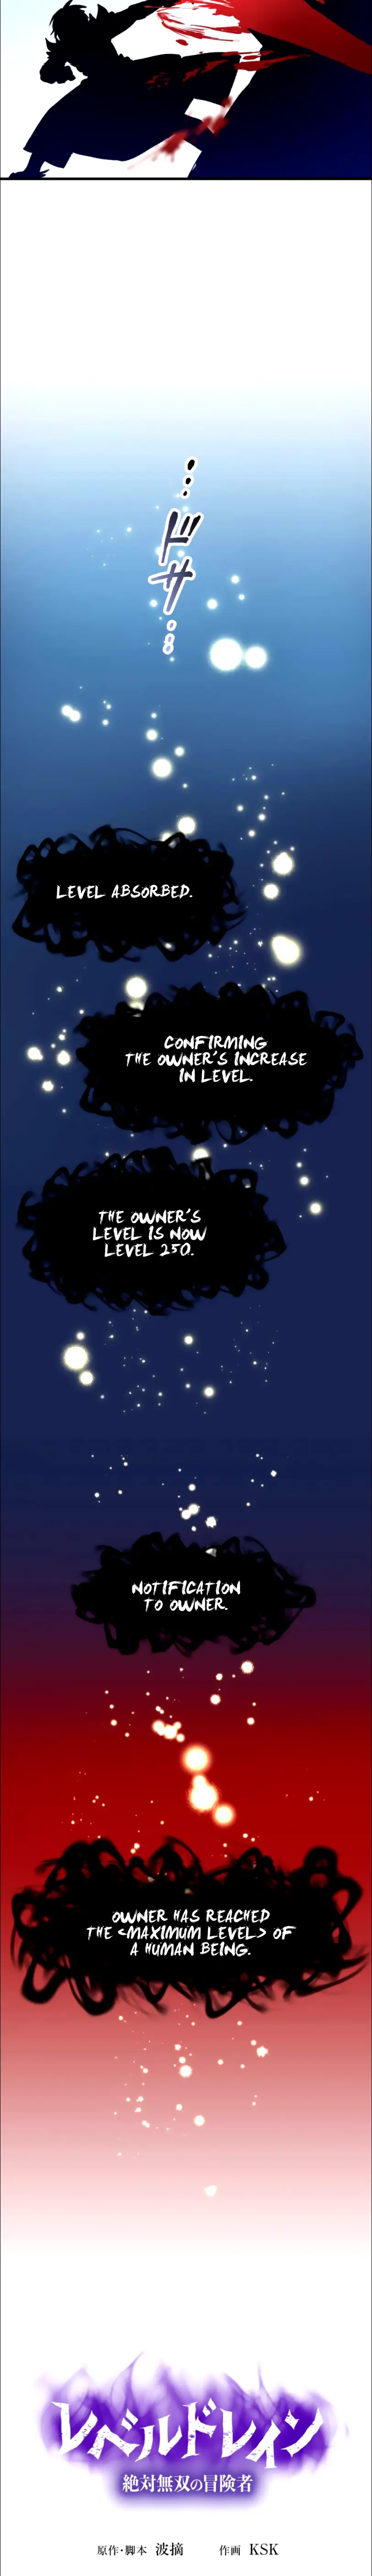 …ドサ…
LEVEL ABSORBED.
CONFIRMING
THE OWNER'S INCREASE
IN LEVEL.
THE OWNER'S
LEVEL IS NOW
LEVEL 250.
NOTIFICATION
TO OWNER.
OWNER HAS REACHED
THE <MAXIMUM LEVEL> OF
A HUMAN BEING.
レベルドレイン
絶対無双の冒険者
原作・脚本 波摘 作画 KSK